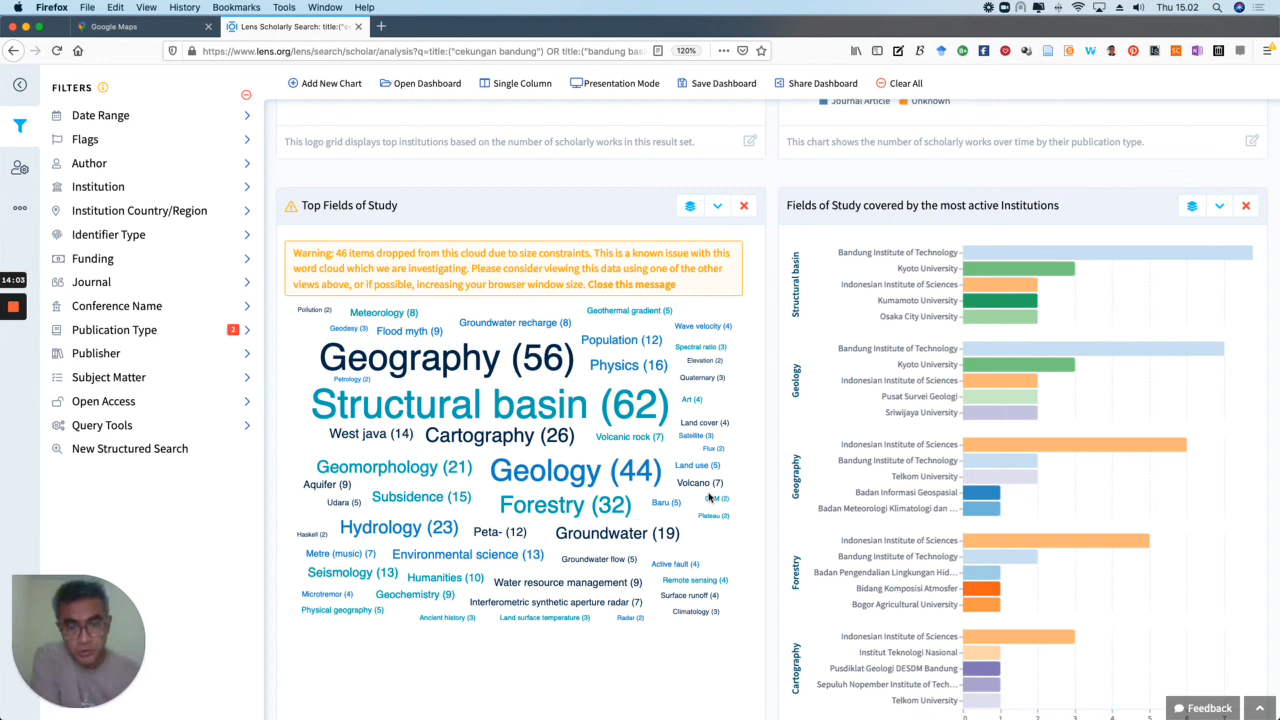 Firefox File Edit View History Bookmarks Tools Window Help
100%
Google Maps
Lens Scholarly Search: title:("c
https://www.lens.org/lens/search/scholar/analysis?q=title:("cekungan bandung") OR title:("bandung bas
120%
Add New Chart
Open Dashboard
Single Column
Presentation Mode
Save Dashboard
Share Dashboard
Clear All
FILTERS
Date Range
Flags
Author
Institution
Institution Country/Region
Identifier Type
Funding
Journal
Conference Name
Publication Type 2
Publisher
Subject Matter
Open Access
Query Tools
New Structured Search
14:03
Journal Article Unknown
This logo grid displays top institutions based on the number of scholarly works in this result set.
This chart shows the number of scholarly works over time by their publication type.
Top Fields of Study
Warning: 46 items dropped from this cloud due to size constraints. This is a known issue with this
word cloud which we are investigating. Please consider viewing this data using one of the other
views above, or if possible, increasing your browser window size. Close this message
Pollution (2)
Meteorology (8)
Geothermal gradient (5)
Geodesy (3)
Flood myth (9)
Groundwater recharge (8)
Wave velocity (4)
Population (12)
Spectral ratio (3)
Geography (56)
Physics (16)
Elevation (2)
Petrology (2)
Quaternary (3)
Structural basin (62)
Art (4)
West java (14)
Cartography (26)
Volcanic rock (7)
Land cover (4)
Satellite (3)
Flux (2)
Geomorphology (21)
Geology (44)
Land use (5)
Aquifer (9)
Volcano (7)
Udara (5)
Subsidence (15)
Forestry (32)
Baru (5)
Plateau (2)
Haskell (2)
Hydrology (23)
Peta- (12)
Groundwater (19)
Metre (music) (7)
Environmental science (13)
Groundwater flow (5)
Active fault (4)
Seismology (13)
Humanities (10)
Water resource management (9)
Remote sensing (4)
Microtremor (4)
Geochemistry (9)
Interferometric synthetic aperture radar (7)
Surface runoff (4)
Physical geography (5)
Climatology (3)
Ancient history (3)
Land surface temperature (3)
Radar (2)
Fields of Study covered by the most active Institutions
Structural basin
Bandung Institute of Technology
Kyoto University
Indonesian Institute of Sciences
Kumamoto University
Osaka City University
Geology
Bandung Institute of Technology
Kyoto University
Indonesian Institute of Sciences
Pusat Survei Geologi
Sriwijaya University
Geography
Indonesian Institute of Sciences
Bandung Institute of Technology
Telkom University
Badan Informasi Geospasial
Badan Meteorologi Klimatologi dan ...
Forestry
Indonesian Institute of Sciences
Bandung Institute of Technology
Badan Pengendalian Lingkungan Hid...
Bidang Komposisi Atmosfer
Bogor Agricultural University
Cartography
Indonesian Institute of Sciences
Institut Teknologi Nasional
Pusdiklat Geologi DESDM Bandung
Sepuluh Nopember Institute of Tech...
Telkom University
Feedback